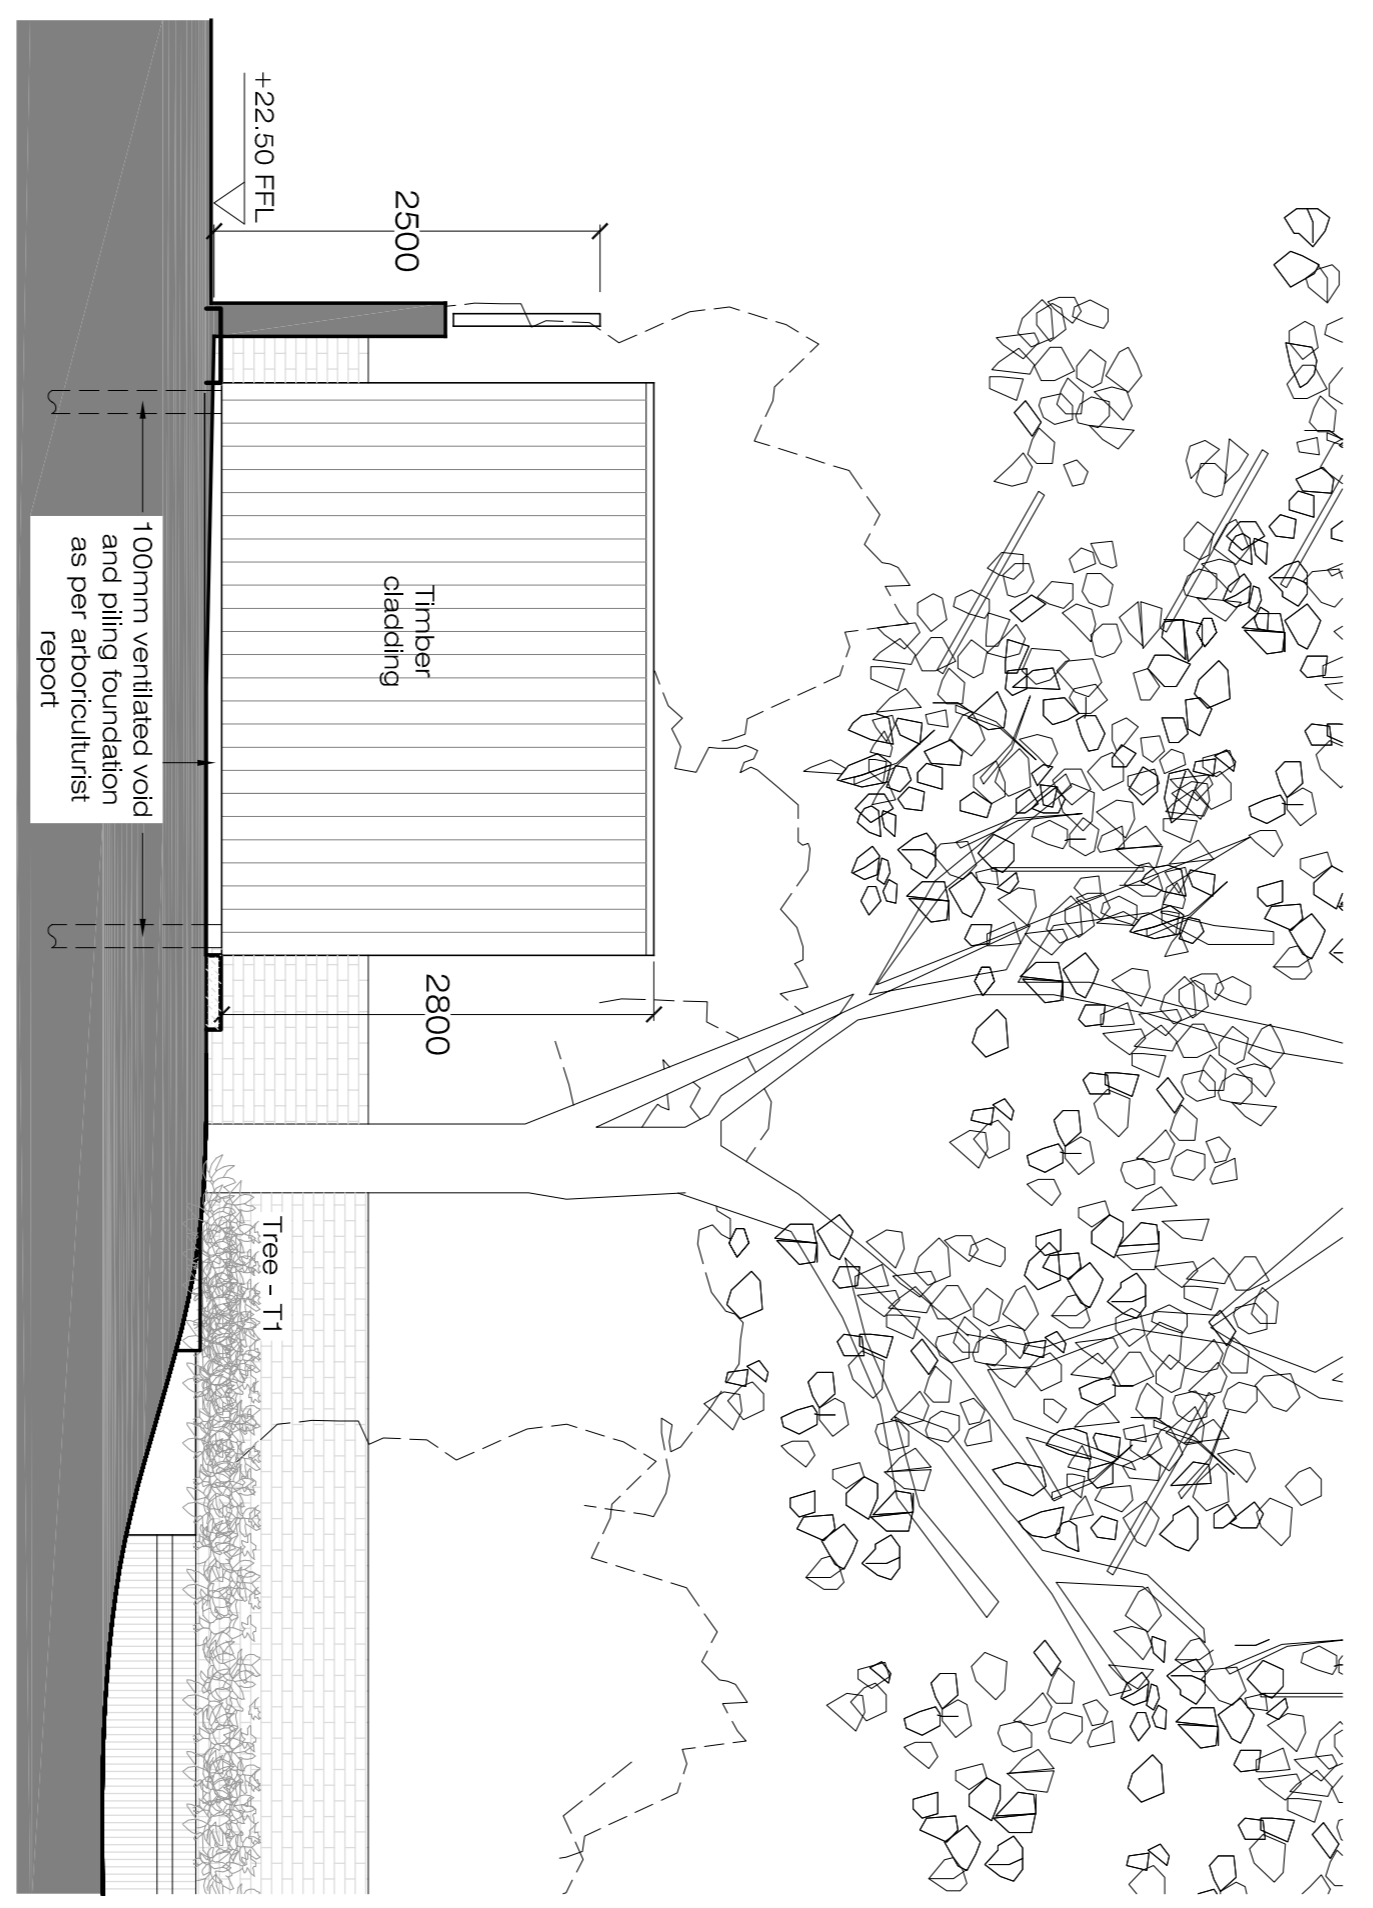 +22.50 FFL
2500
Timber
cladding
2800
100mm ventilated void
and piling foundation
as per arboriculturist
report
Tree - T1